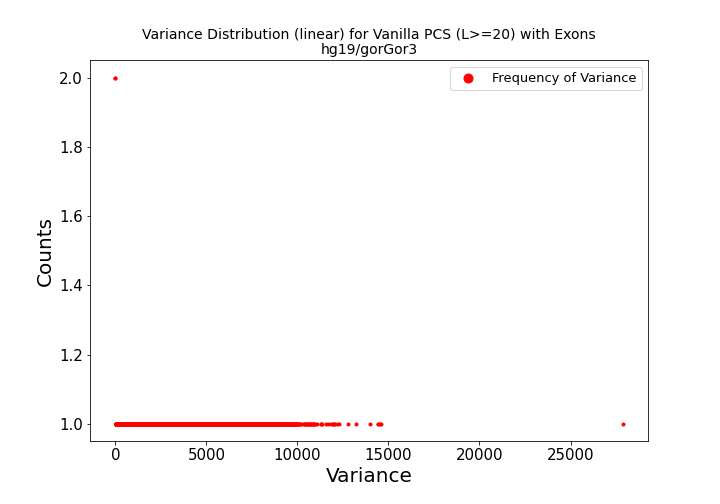 Variance Distribution (linear) for Vanilla PCS (L>=20) with Exons
hg19/gorGor3
Frequency of Variance
2.0
1.8
1.6
1.4
1.2
1.0
Counts
0 5000 10000 15000 20000 25000
Variance